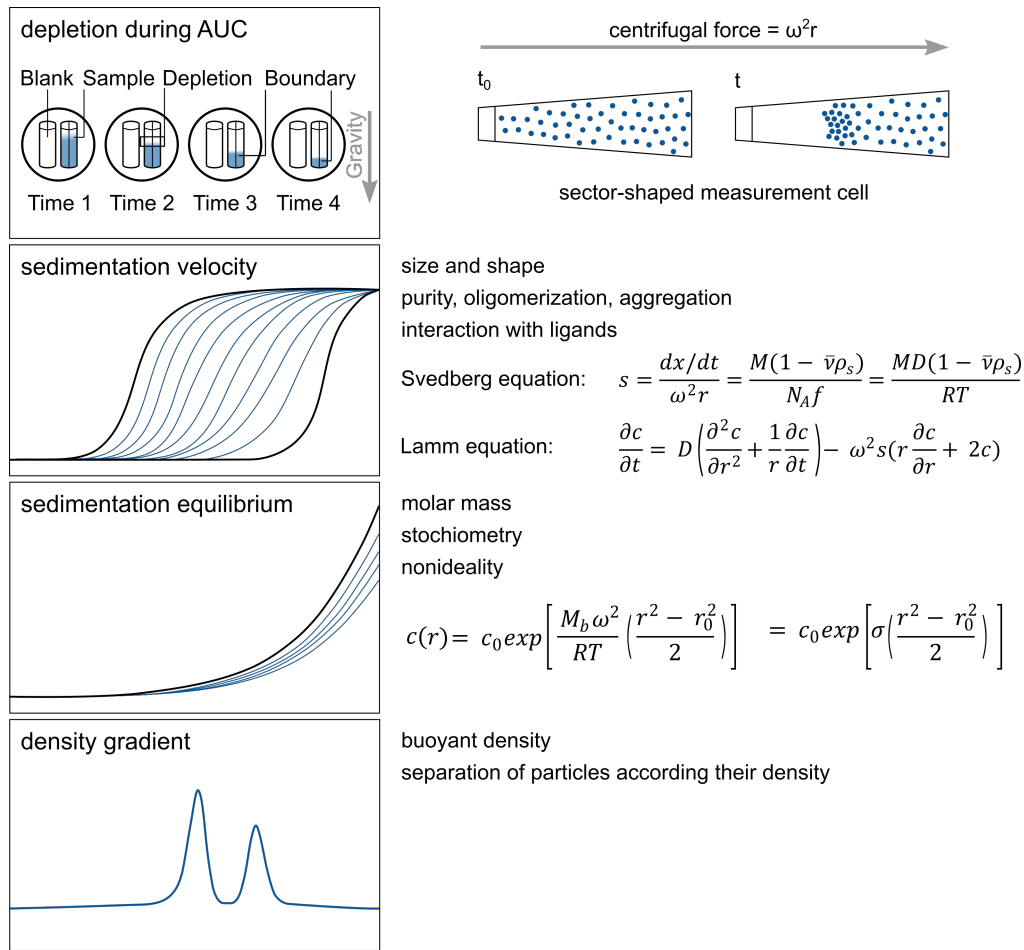 depletion during AUC
Blank Sample Depletion Boundary
Gravity
Time 1 Time 2 Time 3 Time 4
centrifugal force = ω²r
t₀
t
sector-shaped measurement cell
sedimentation velocity
size and shape
purity, oligomerization, aggregation
interaction with ligands
Svedberg equation: s = (dx/dt)/(ω²r) = M(1 − ν̄ρₛ)/(N_A f) = MD(1 − ν̄ρₛ)/(RT)
Lamm equation: ∂c/∂t = D(∂²c/∂r² + (1/r)(∂c/∂t)) − ω²s(r ∂c/∂r + 2c)
sedimentation equilibrium
molar mass
stochiometry
nonideality
c(r) = c₀exp[(M_b ω²/RT)((r² − r₀²)/2)] = c₀exp[σ((r² − r₀²)/2)]
density gradient
buoyant density
separation of particles according their density